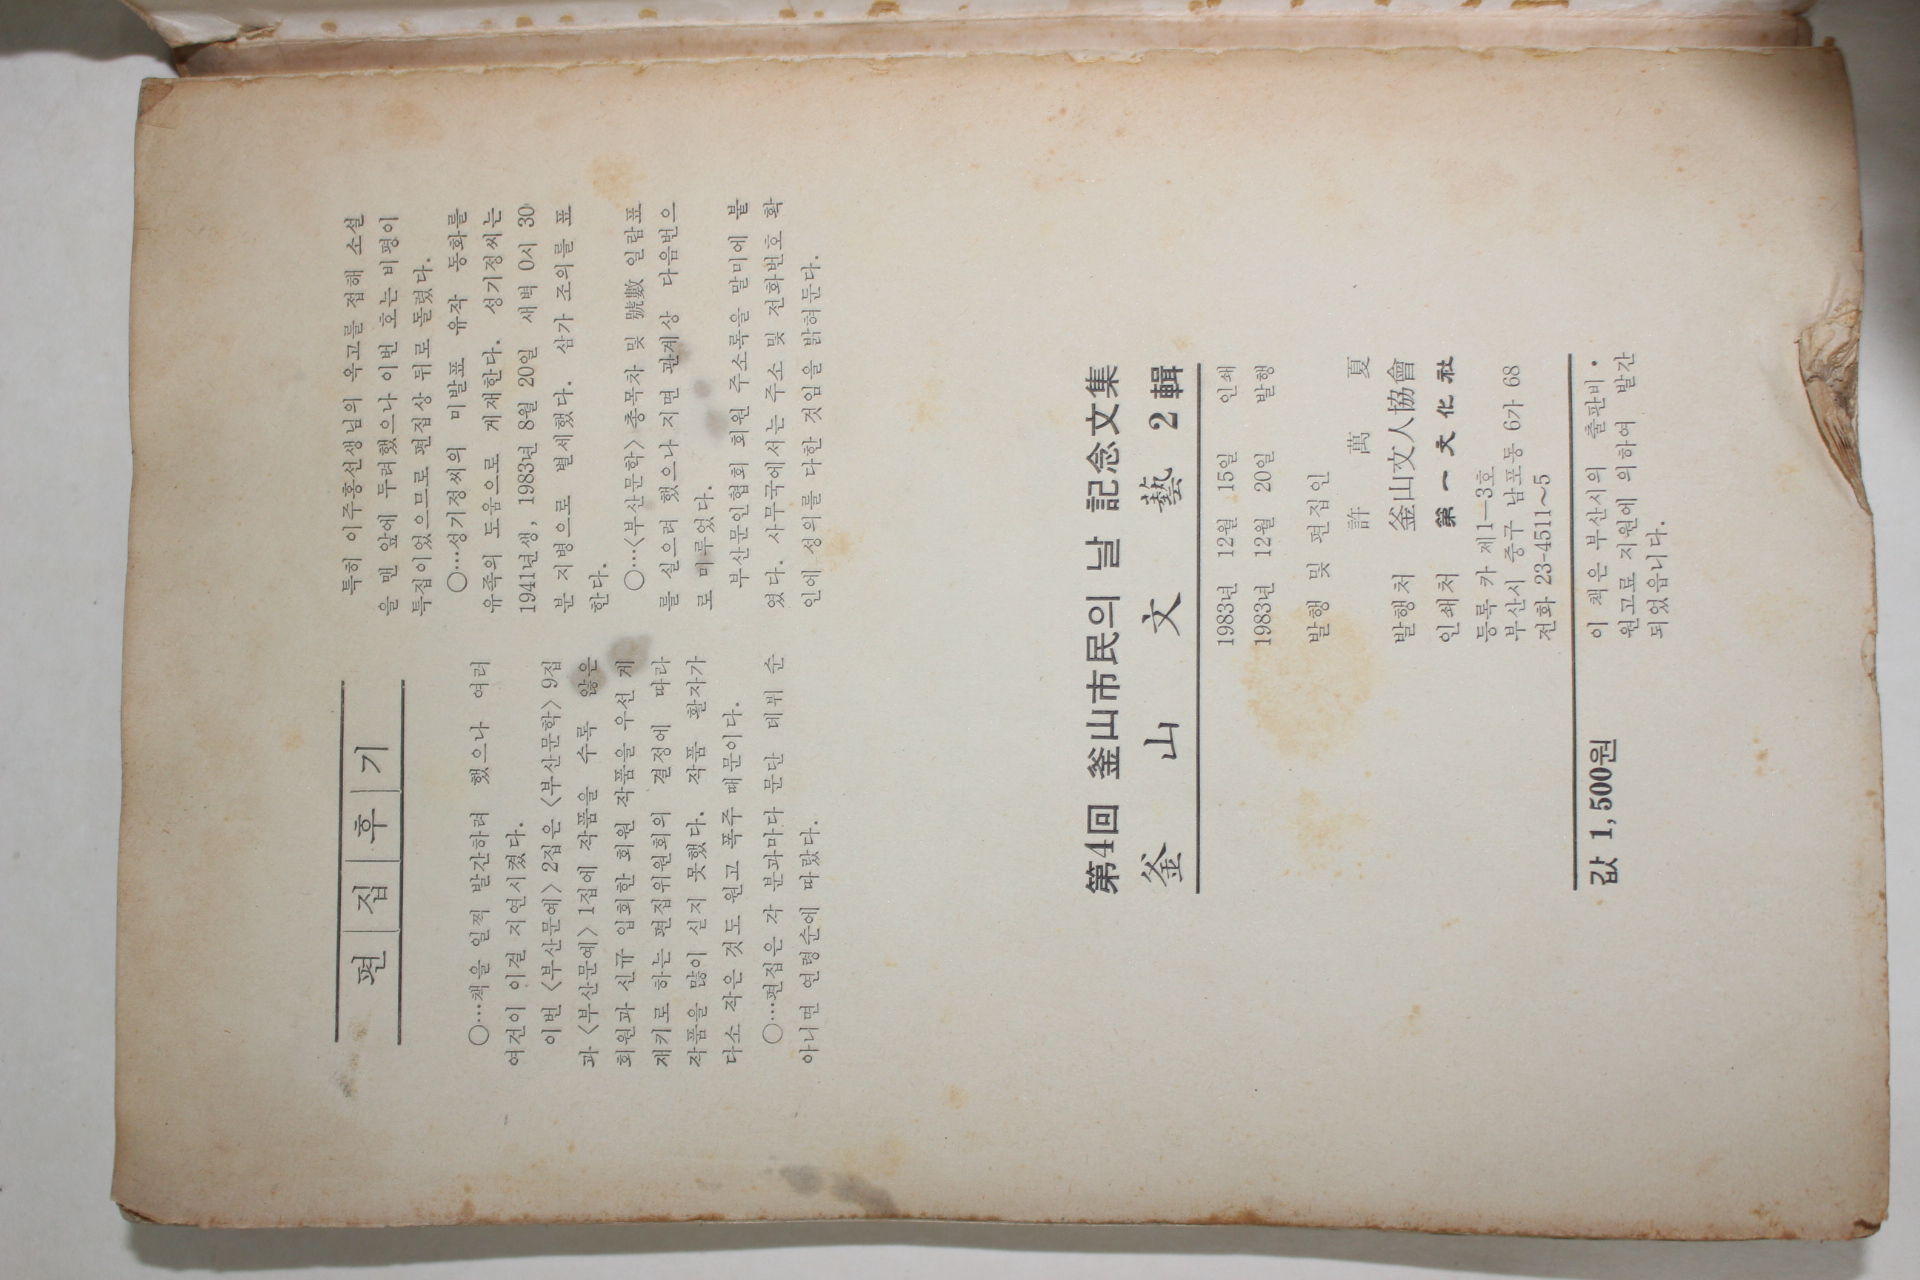 편 집 후 기
○…책을 일찍 발간하려 했으나 여러
여건이 이걸 지연시켰다.
이번 〈부산문예〉 2집은 〈부산문학〉 9집
과 〈부산문예〉 1집에 작품을 수록 않은
회원과 신규 입회한 회원 작품을 우선 게
재키로 하는 편집위원회의 결정에 따라
작품을 많이 싣지 못했다. 작품 활자가
다소 작은 것도 원고 폭주 때문이다.
○…편집은 각 분과마다 문단 데뷔 순
아니면 연령순에 따랐다.
특히 이주홍선생님의 옥고를 접해 소설
을 맨 앞에 두려했으나 이번 호는 비평이
특집이었으므로 편집상 뒤로 돌렸다.
○…성기정씨의 미발표 유작 동화를
유족의 도움으로 게재한다. 성기정씨는
1941년생, 1983년 8월 20일 새벽 0시 30
분 지병으로 별세했다. 삼가 조의를 표
한다.
○…〈부산문학〉 총목차 및 號數 일람표
를 실으려 했으나 지면 관계상 다음번으
로 미루었다.
부산문인협회 회원 주소록을 말미에 붙
였다. 사무국에서는 주소 및 전화번호 확
인에 성의를 다한 것임을 밝혀둔다.
第4回 釜山市民의 날 記念文集
釜 山 文 藝 2輯
1983년 12월 15일 인쇄
1983년 12월 20일 발행
발행 및 편집인
許 萬 夏
발행처 釜山文人協會
인쇄처 第一文化社
등록 카 제1—3호
부산시 중구 남포동 6가 68
전화 23-4511~5
이 책은 부산시의 출판비·
원고료 지원에 의하여 발간
되었읍니다.
값 1,500원